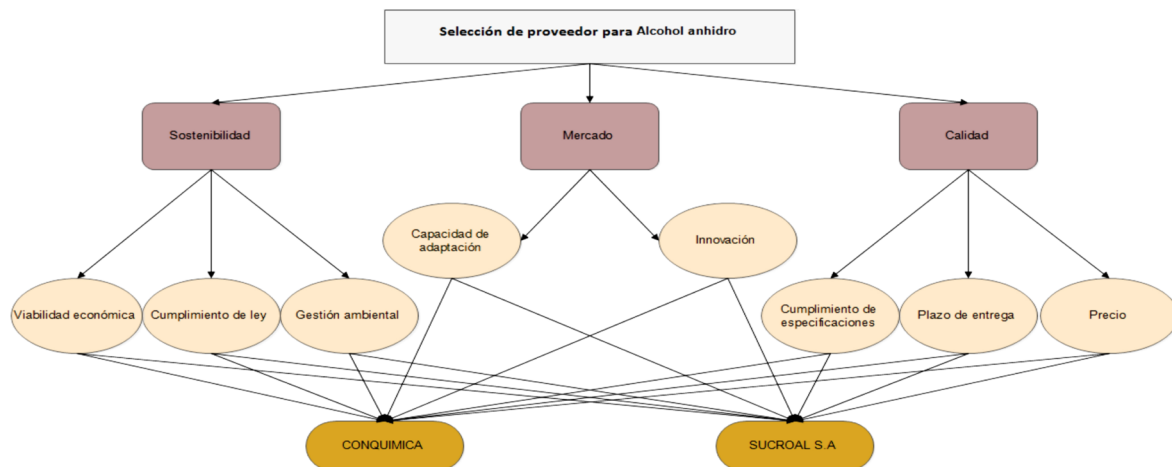 Selección de proveedor para Alcohol anhidro
Sostenibilidad
Mercado
Calidad
Capacidad de
adaptación
Innovación
Viabilidad económica
Cumplimiento de ley
Gestión ambiental
Cumplimiento de
especificaciones
Plazo de entrega
Precio
CONQUIMICA
SUCROAL S.A